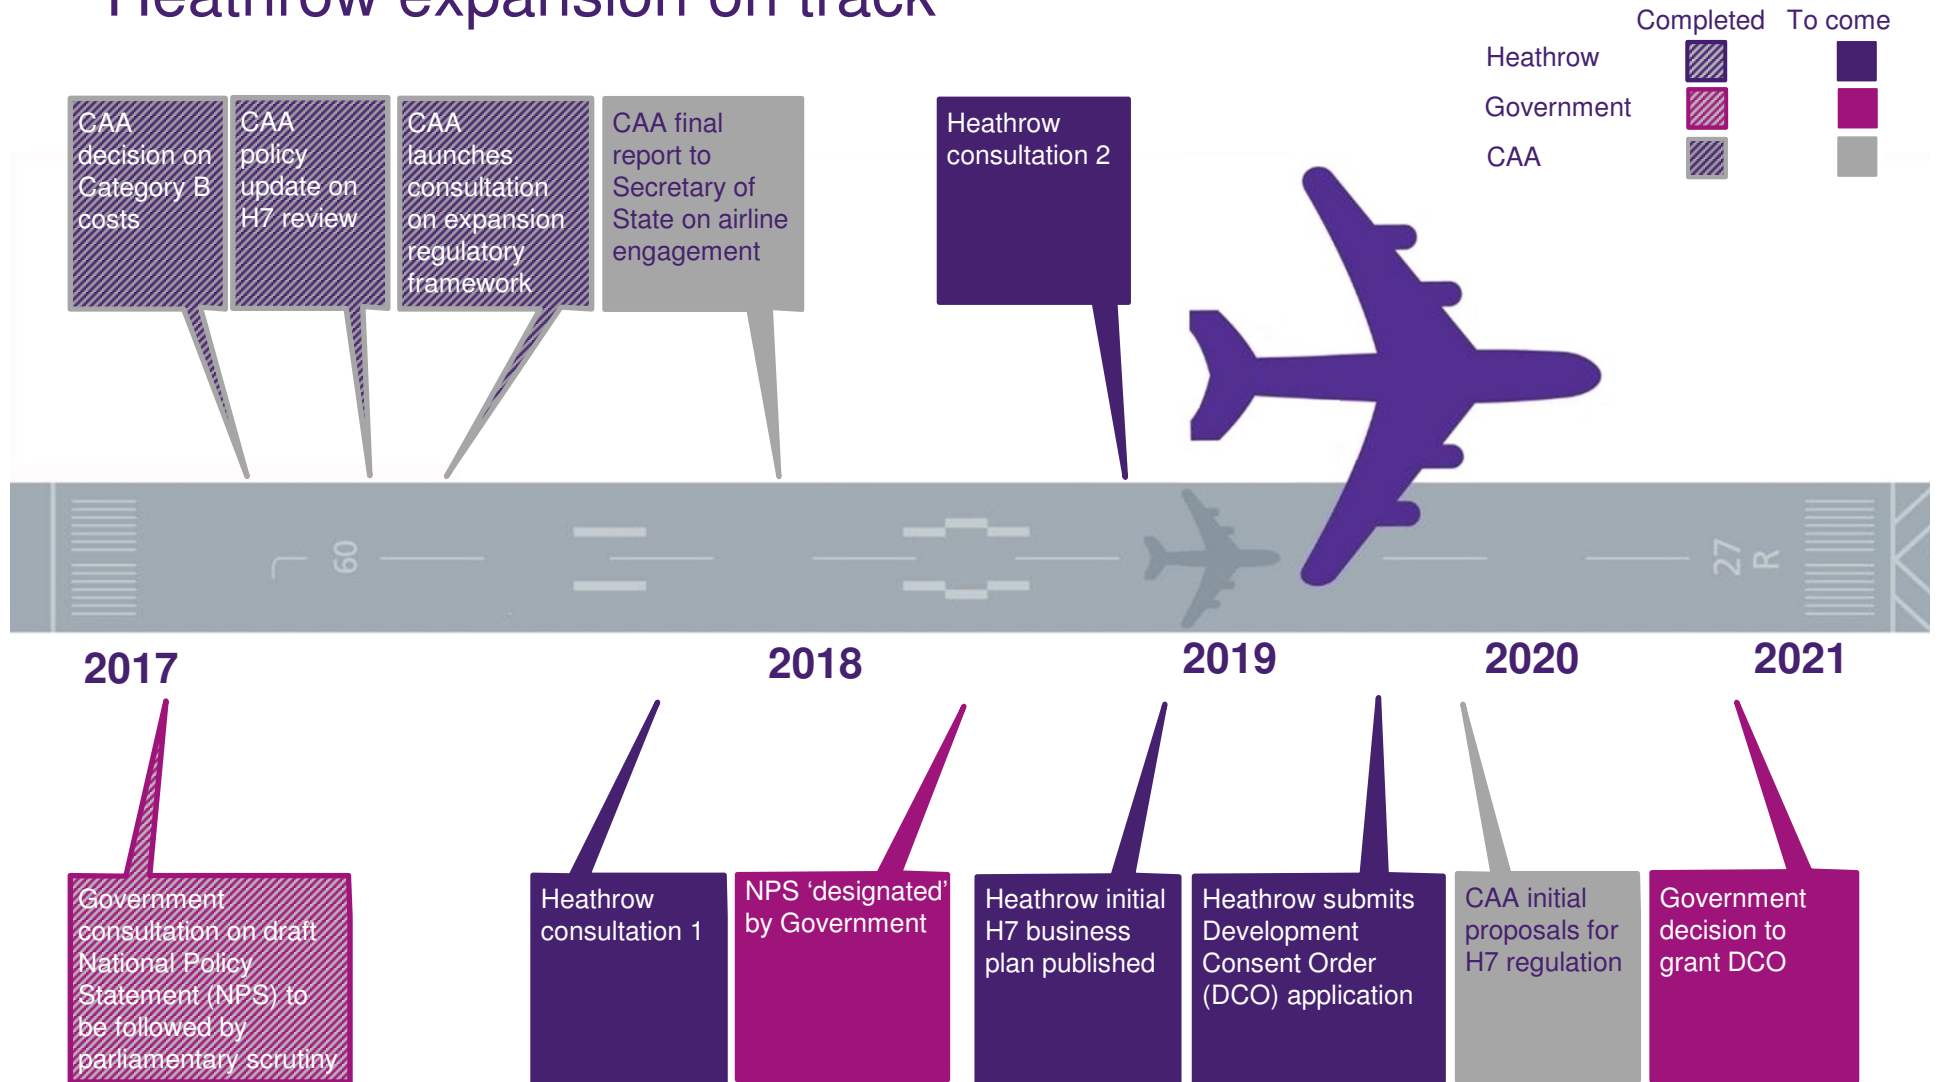 Heathrow expansion on track
Completed To come
Heathrow
Government
CAA
CAA
decision on
Category B
costs
CAA
policy
update on
H7 review
CAA
launches
consultation
on expansion
regulatory
framework
CAA final
report to
Secretary of
State on airline
engagement
Heathrow
consultation 2
L
09
27
R
2017
2018
2019
2020
2021
Government
consultation on draft
National Policy
Statement (NPS) to
be followed by
parliamentary scrutiny
Heathrow
consultation 1
NPS ‘designated’
by Government
Heathrow initial
H7 business
plan published
Heathrow submits
Development
Consent Order
(DCO) application
CAA initial
proposals for
H7 regulation
Government
decision to
grant DCO